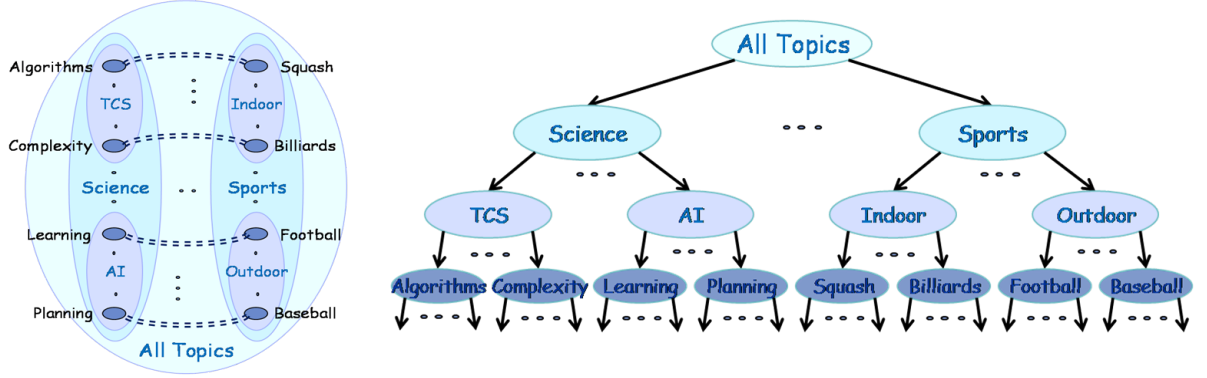 Algorithms
Squash
TCS
Indoor
Complexity
Billiards
Science
Sports
Learning
Football
AI
Outdoor
Planning
Baseball
All Topics
All Topics
Science
Sports
TCS
AI
Indoor
Outdoor
Algorithms
Complexity
Learning
Planning
Squash
Billiards
Football
Baseball